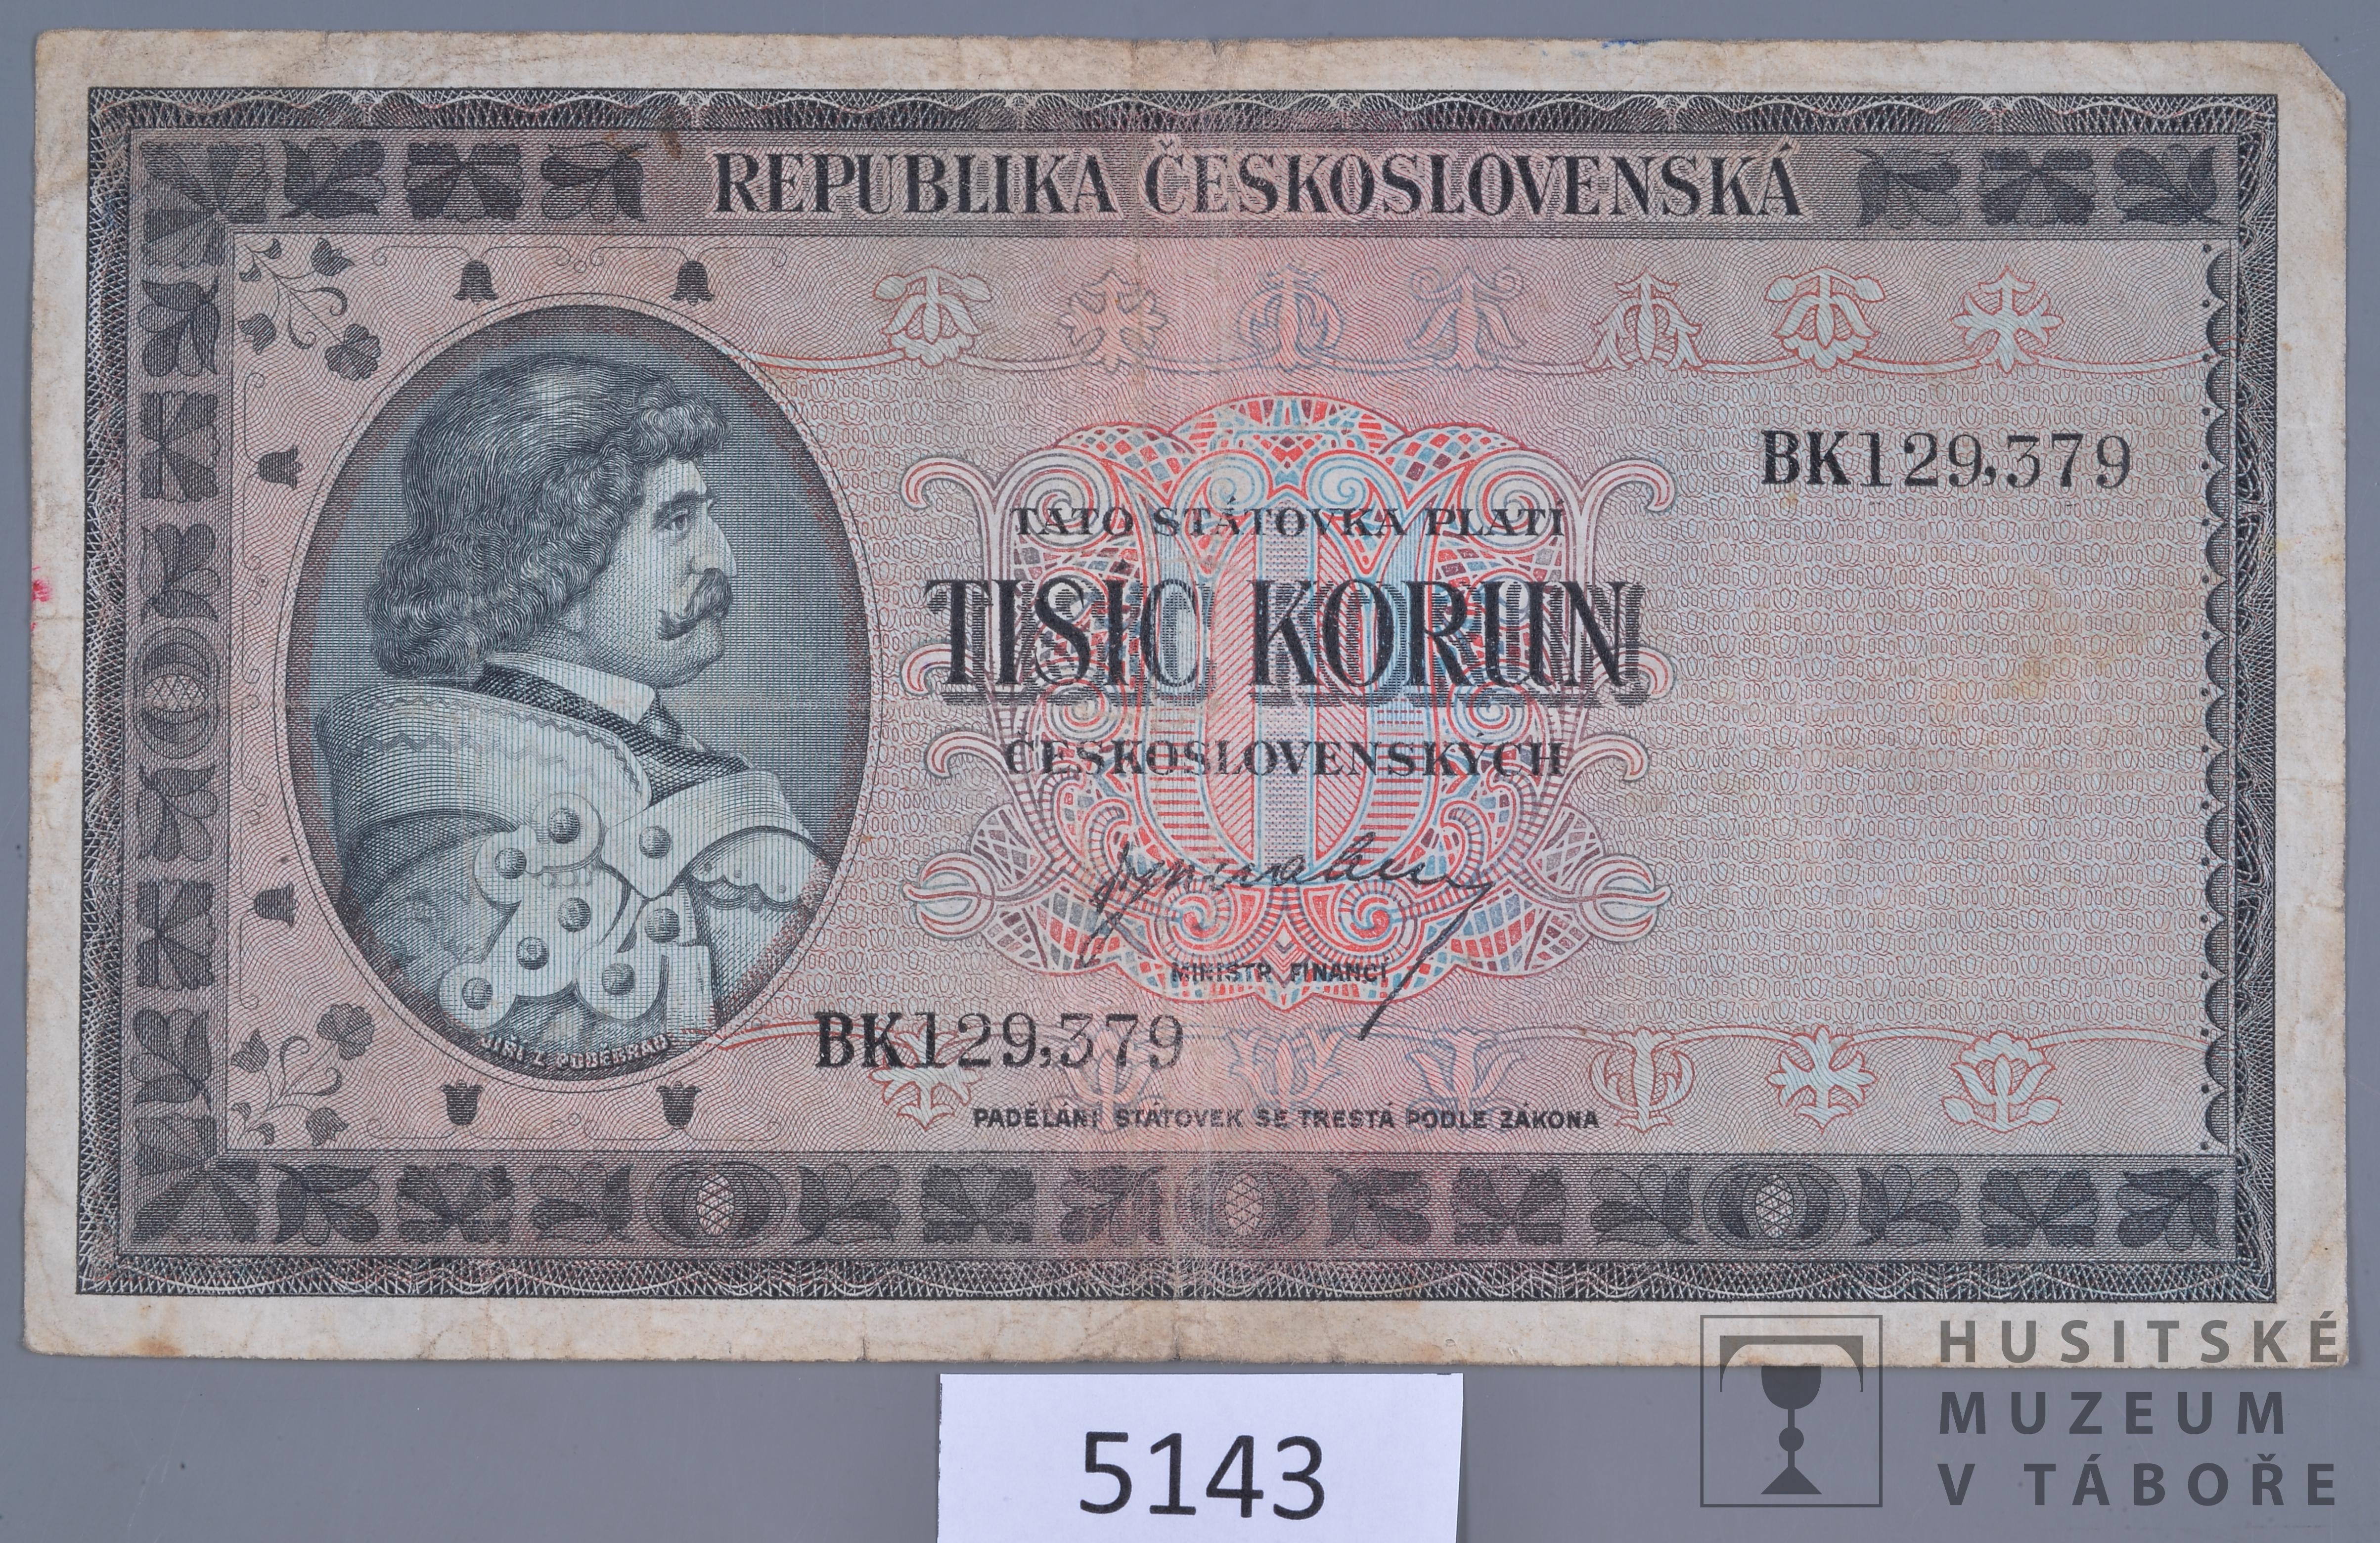 REPUBLIKA ČESKOSLOVENSKÁ
BK129,379
TATO STÁTOVKA PLATÍ
TISÍC KORUN
ČESKOSLOVENSKÝCH
MINISTR FINANCÍ
BK129,379
JIŘÍ Z PODĚBRAD
PADĚLÁNÍ STÁTOVEK SE TRESTÁ PODLE ZÁKONA
5143
HUSITSKÉ
MUZEUM
V TÁBOŘE